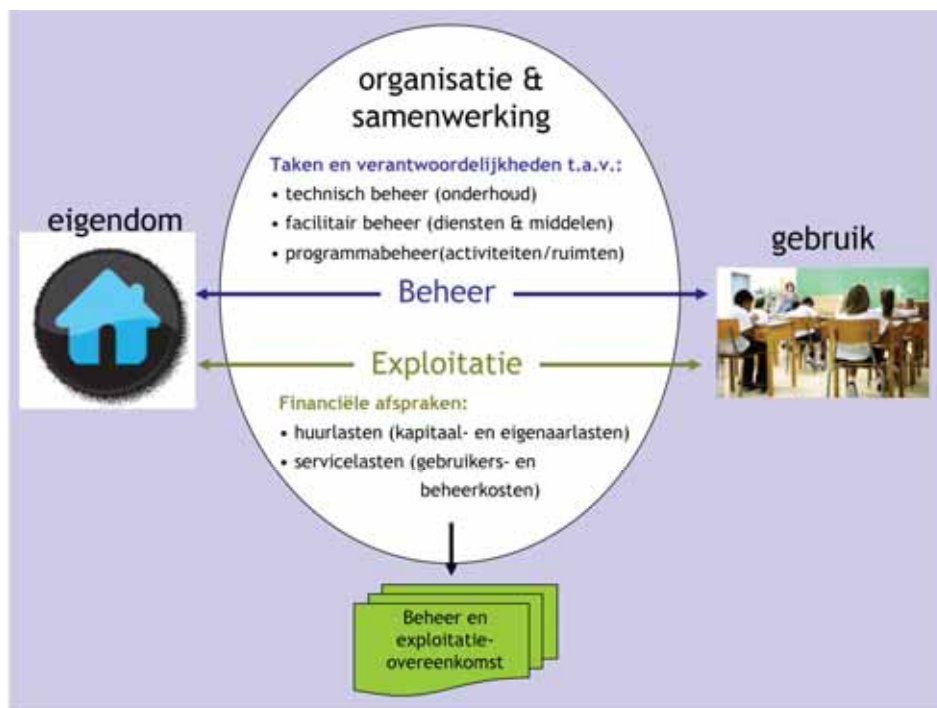 organisatie &
samenwerking
Taken en verantwoordelijkheden t.a.v.:
• technisch beheer (onderhoud)
• facilitair beheer (diensten & middelen)
• programmabeheer(activiteiten/ruimten)
eigendom
gebruik
Beheer
Exploitatie
Financiële afspraken:
• huurlasten (kapitaal- en eigenaarlasten)
• servicelasten (gebruikers- en
beheerkosten)
Beheer en
exploitatie-
overeenkomst